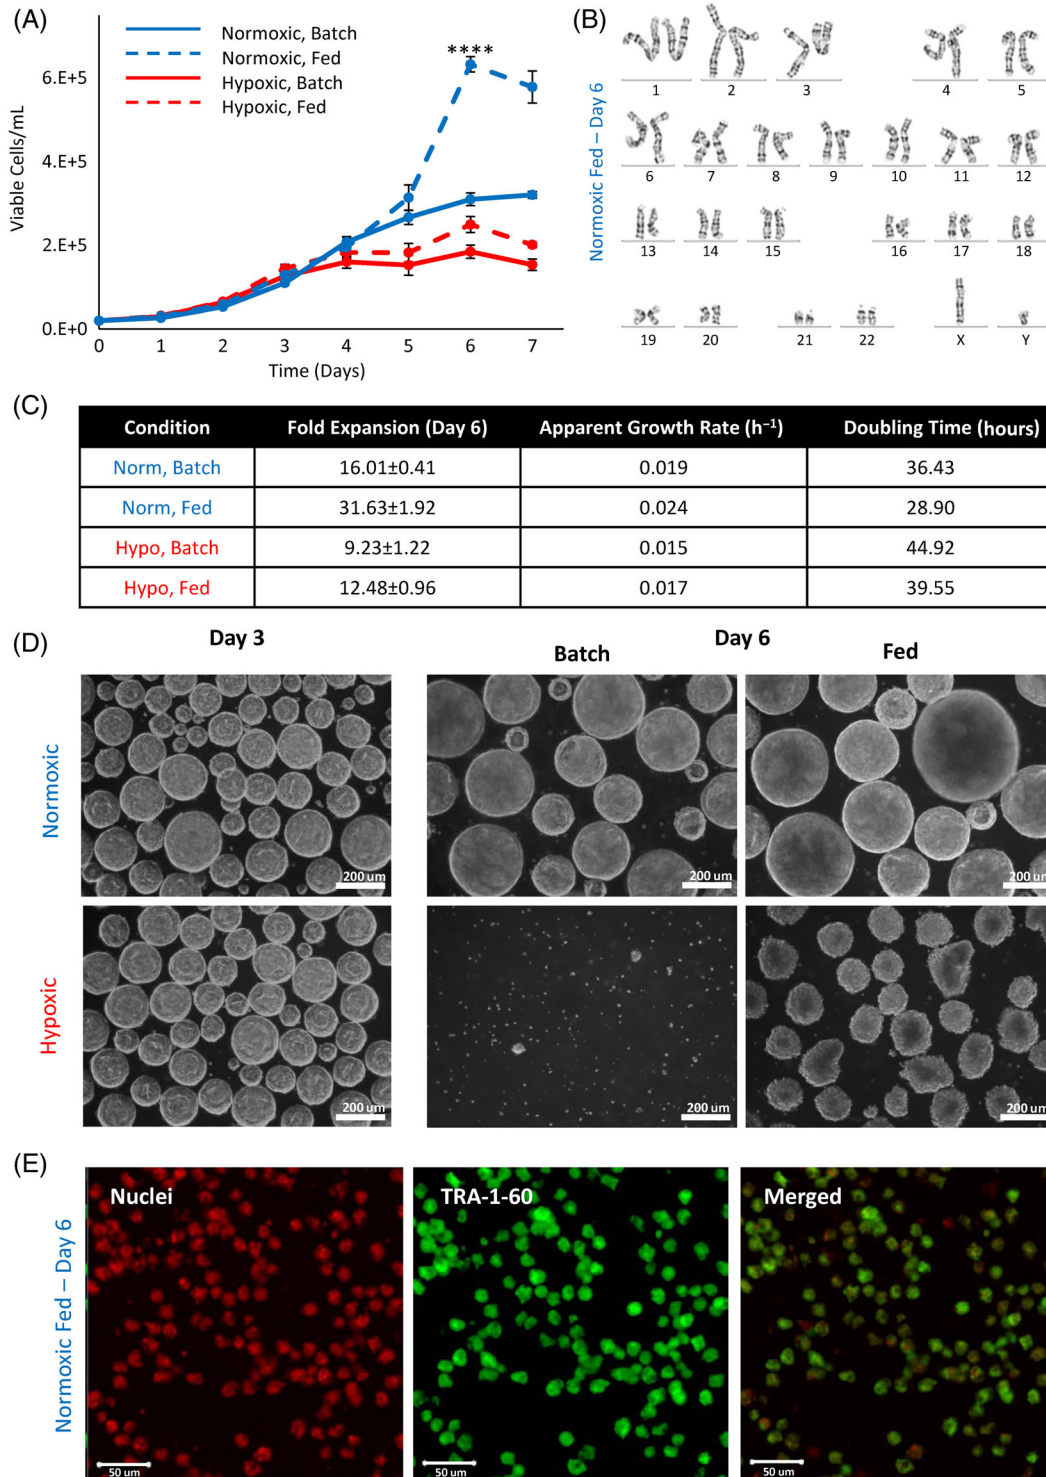 (A)
Normoxic, Batch
Normoxic, Fed
Hypoxic, Batch
Hypoxic, Fed
****
Viable Cells/mL
6.E+5
4.E+5
2.E+5
0.E+0
0 1 2 3 4 5 6 7
Time (Days)
(B)
Normoxic Fed – Day 6
1 2 3 4 5
6 7 8 9 10 11 12
13 14 15 16 17 18
19 20 21 22 X Y
(C)
Condition Fold Expansion (Day 6) Apparent Growth Rate (h⁻¹) Doubling Time (hours)
Norm, Batch 16.01±0.41 0.019 36.43
Norm, Fed 31.63±1.92 0.024 28.90
Hypo, Batch 9.23±1.22 0.015 44.92
Hypo, Fed 12.48±0.96 0.017 39.55
(D)
Day 3 Day 6
Batch Fed
Normoxic
200 um 200 um 200 um
Hypoxic
200 um 200 um 200 um
(E)
Normoxic Fed – Day 6
Nuclei TRA-1-60 Merged
50 um 50 um 50 um